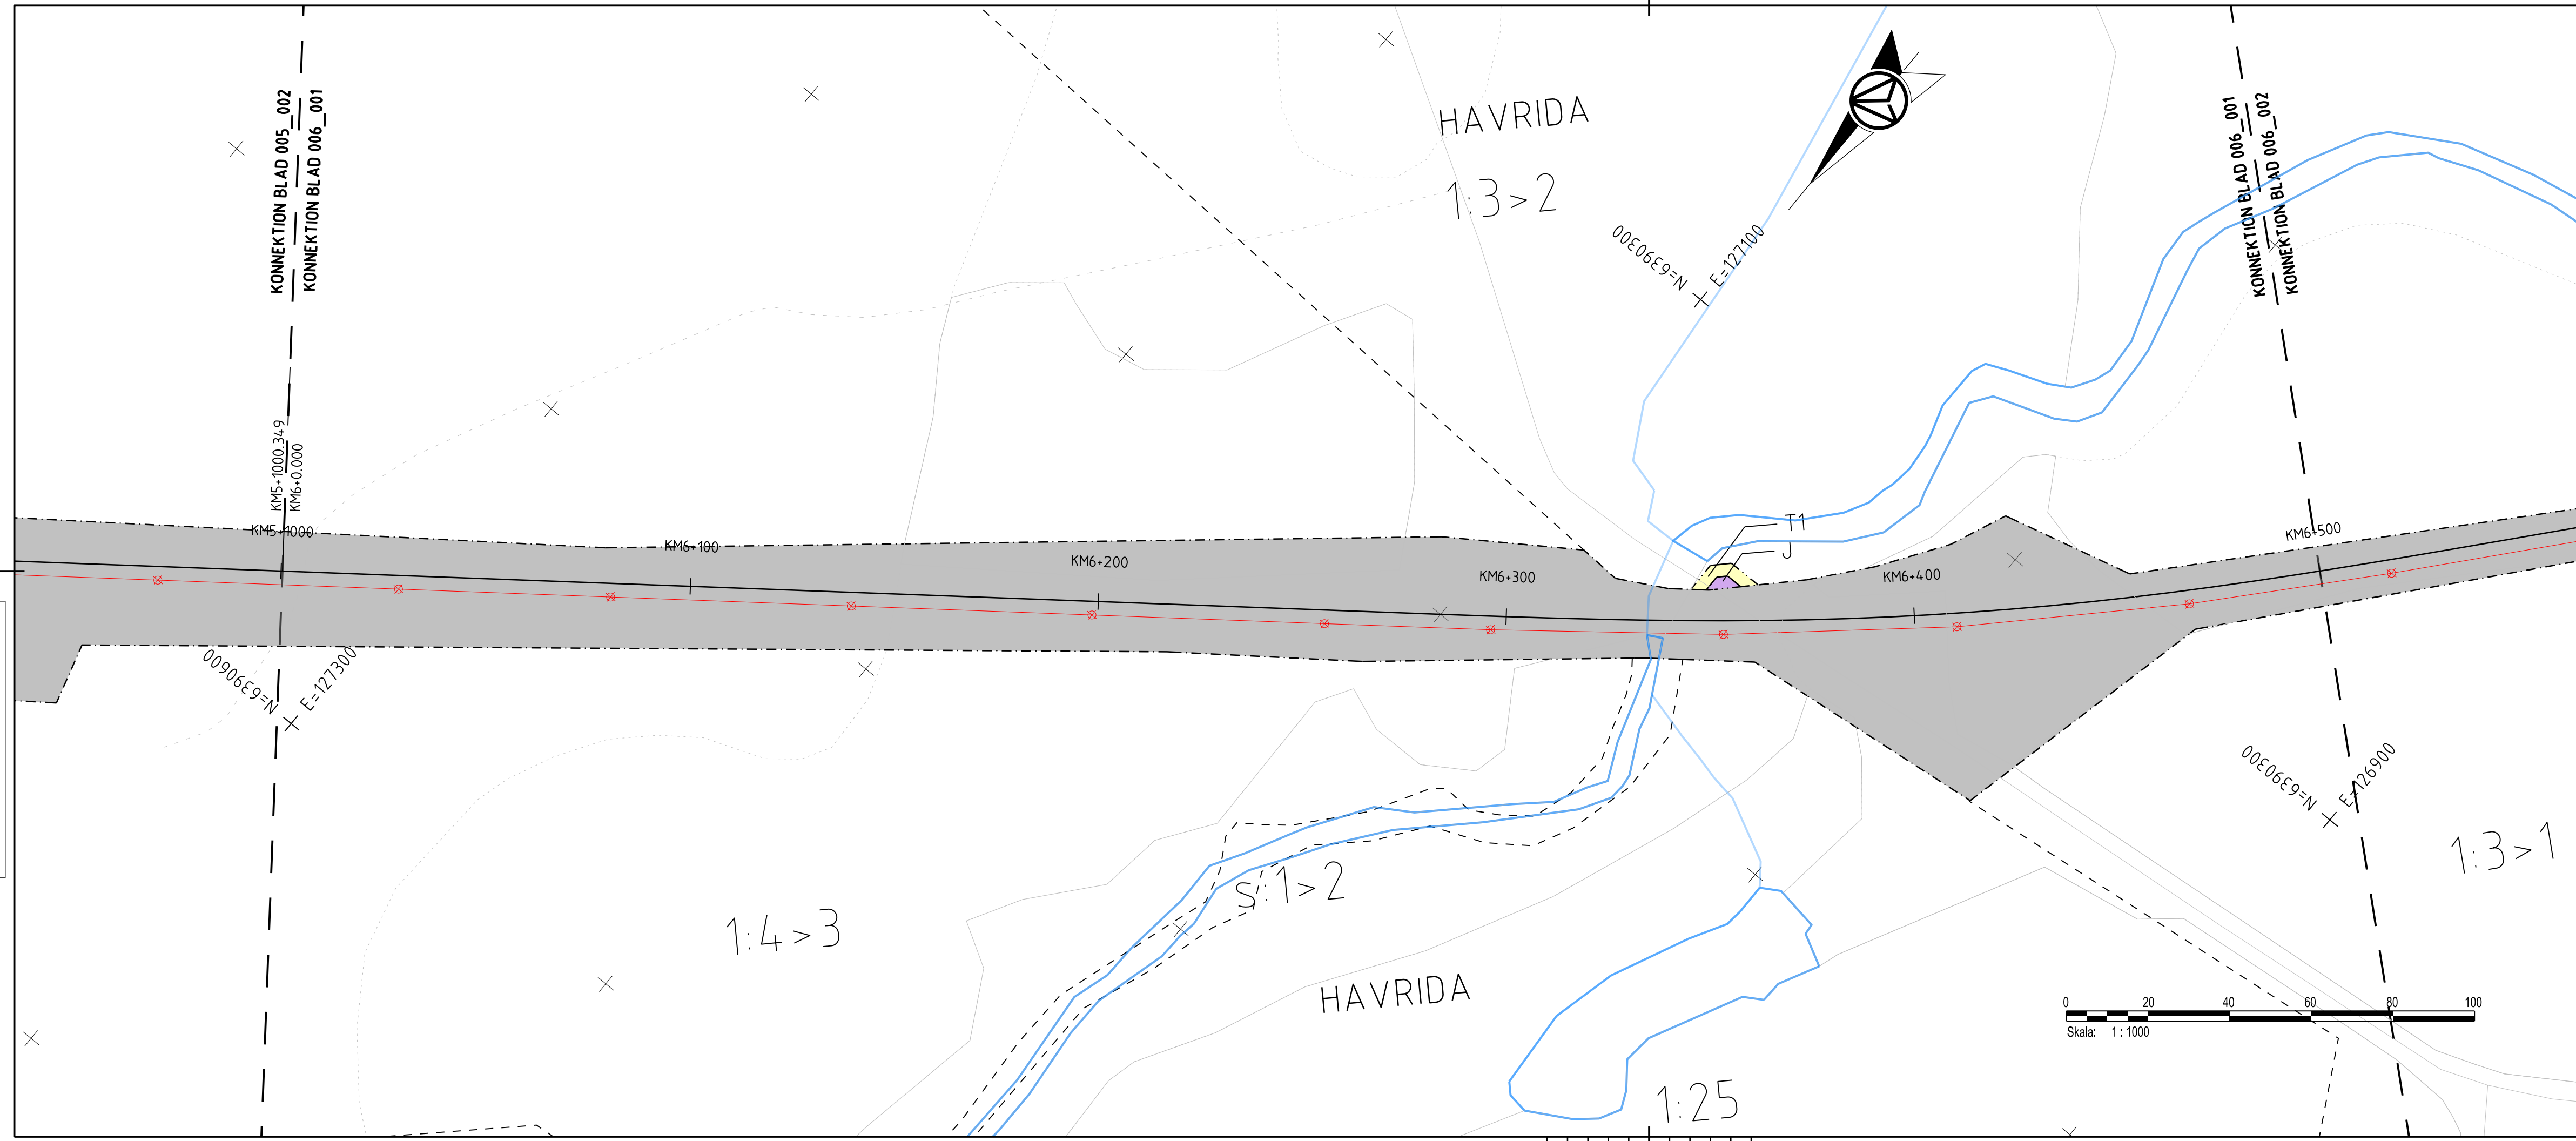 KONNEKTION BLAD 005_002
KONNEKTION BLAD 006_001
HAVRIDA
1:3>2
N=6390300
E=127100
KONNEKTION BLAD 006_001
KONNEKTION BLAD 006_002
KM5+1000.349
KM6+0.000
KM5+1000
KM6+100
KM6+200
KM6+300
T1
J
KM6+400
KM6+500
N=6390600
E=127300
N=6390300
E=126900
1:3>1
S:1>2
1:4>3
HAVRIDA
0 20 40 60 80 100
Skala: 1 : 1000
1:25